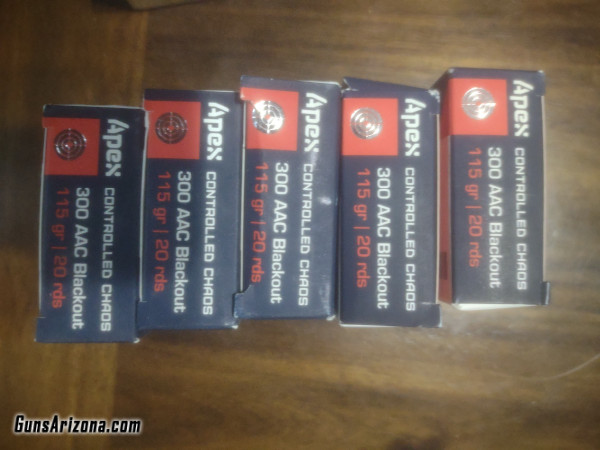 Apex
CONTROLLED CHAOS
300 AAC Blackout
115 gr | 20 rds
Apex
CONTROLLED CHAOS
300 AAC Blackout
115 gr | 20 rds
Apex
CONTROLLED CHAOS
300 AAC Blackout
115 gr | 20 rds
Apex
CONTROLLED CHAOS
300 AAC Blackout
115 gr | 20 rds
Apex
CONTROLLED CHAOS
300 AAC Blackout
115 gr | 20 rds
GunsArizona.com